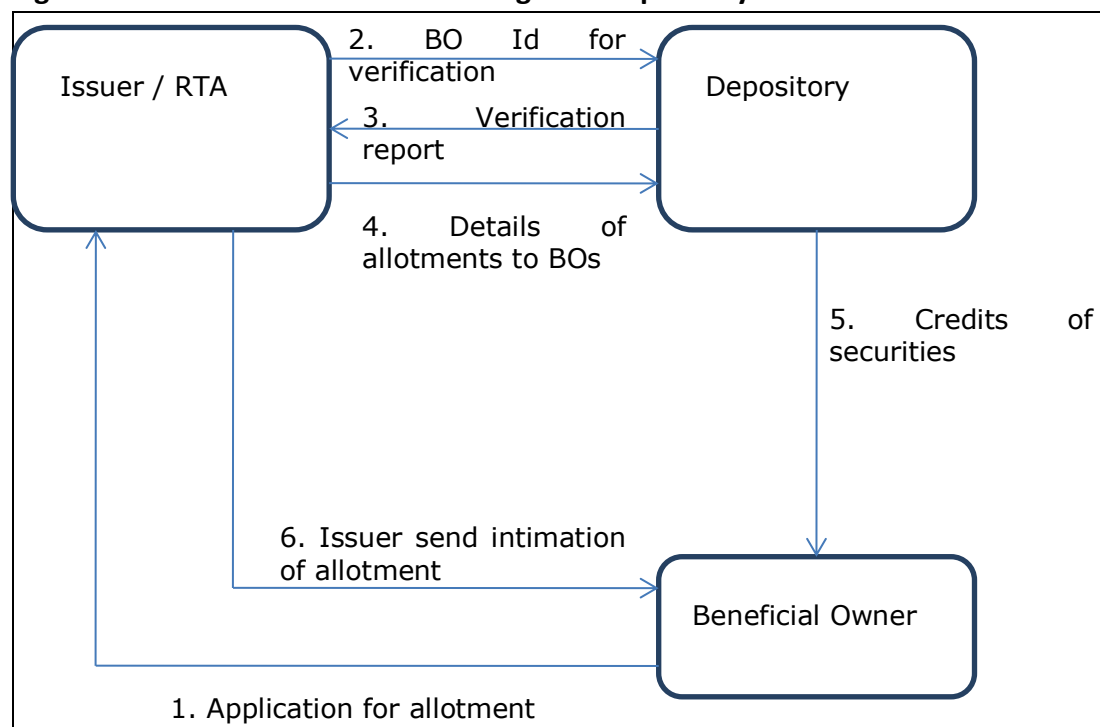 2. BO Id for
verification
Issuer / RTA
Depository
3. Verification
report
4. Details of
allotments to BOs
5. Credits of
securities
6. Issuer send intimation
of allotment
Beneficial Owner
1. Application for allotment